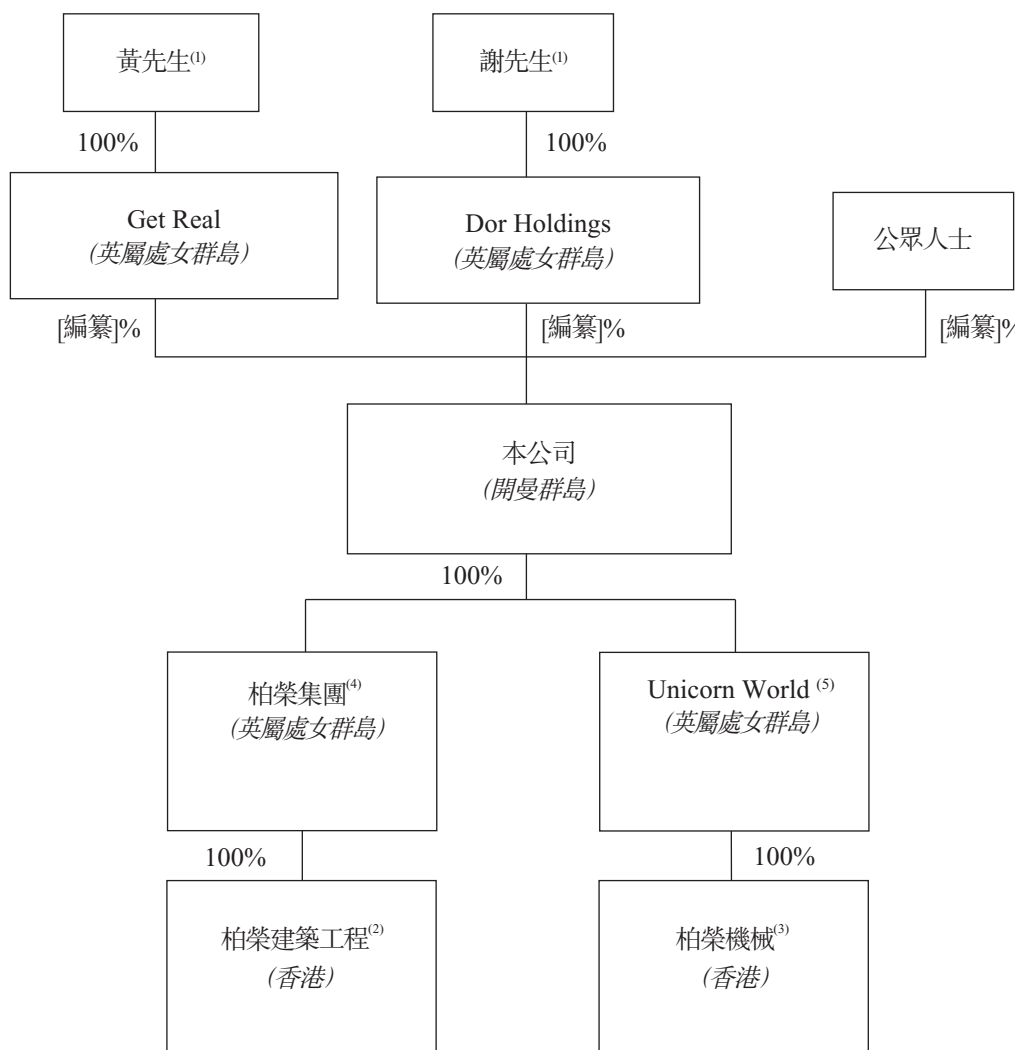 黃先生(1)
謝先生(1)
100%
100%
Get Real
(英屬處女群島)
Dor Holdings
(英屬處女群島)
公眾人士
[編纂]%
[編纂]%
[編纂]%
本公司
(開曼群島)
100%
柏榮集團(4)
(英屬處女群島)
Unicorn World (5)
(英屬處女群島)
100%
100%
柏榮建築工程(2)
(香港)
柏榮機械(3)
(香港)